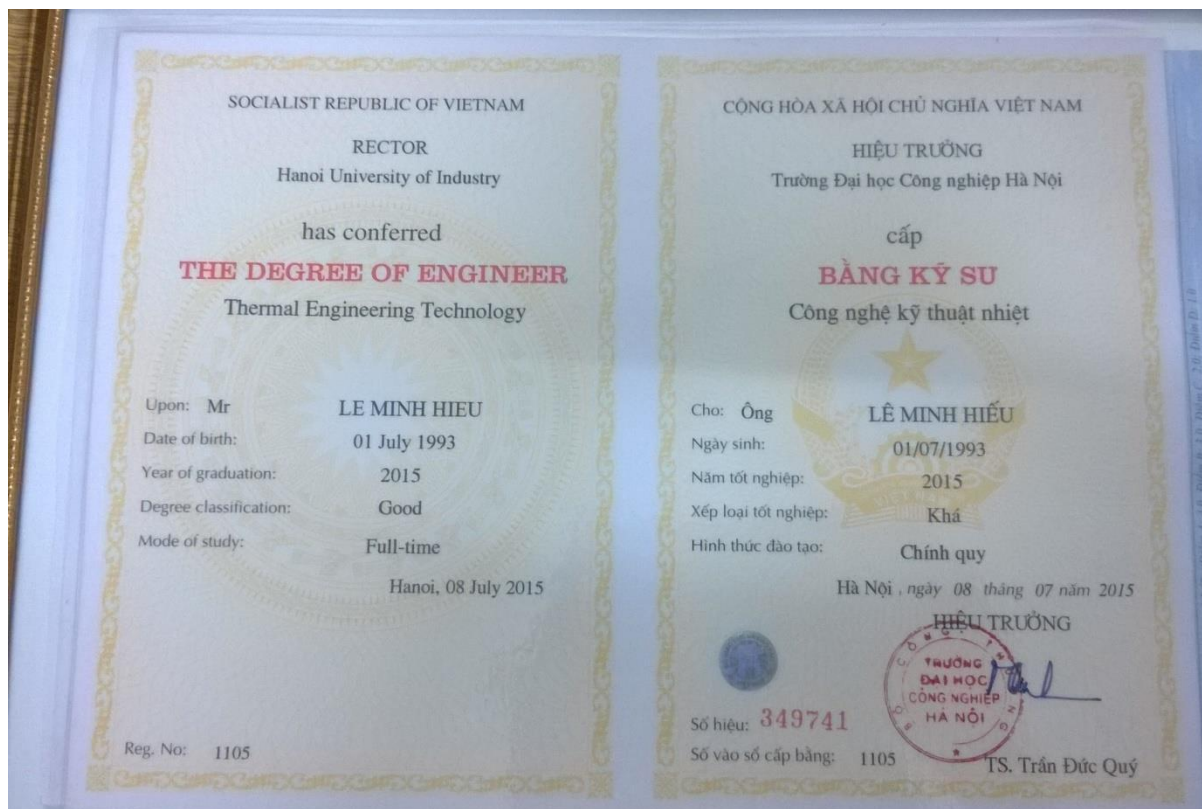 SOCIALIST REPUBLIC OF VIETNAM
RECTOR
Hanoi University of Industry
has conferred
THE DEGREE OF ENGINEER
Thermal Engineering Technology
Upon: Mr LE MINH HIEU
Date of birth: 01 July 1993
Year of graduation: 2015
Degree classification: Good
Mode of study: Full-time
Hanoi, 08 July 2015
Reg. No: 1105
CỘNG HÒA XÃ HỘI CHỦ NGHĨA VIỆT NAM
HIỆU TRƯỞNG
Trường Đại học Công nghiệp Hà Nội
cấp
BẰNG KỸ SƯ
Công nghệ kỹ thuật nhiệt
Cho: Ông LÊ MINH HIẾU
Ngày sinh: 01/07/1993
Năm tốt nghiệp: 2015
Xếp loại tốt nghiệp: Khá
Hình thức đào tạo: Chính quy
Hà Nội, ngày 08 tháng 07 năm 2015
HIỆU TRƯỞNG
BỘ CÔNG THƯƠNG
TRƯỜNG
ĐẠI HỌC
CÔNG NGHIỆP
HÀ NỘI
Số hiệu: 349741
Số vào sổ cấp bằng: 1105
TS. Trần Đức Quý
VIỆT NAM